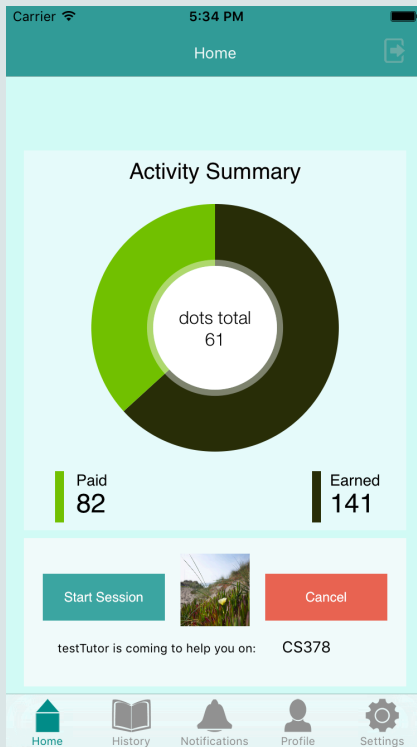 Carrier 5:34 PM
Home
Activity Summary
dots total
61
Paid
82
Earned
141
Start Session
Cancel
testTutor is coming to help you on: CS378
Home History Notifications Profile Settings